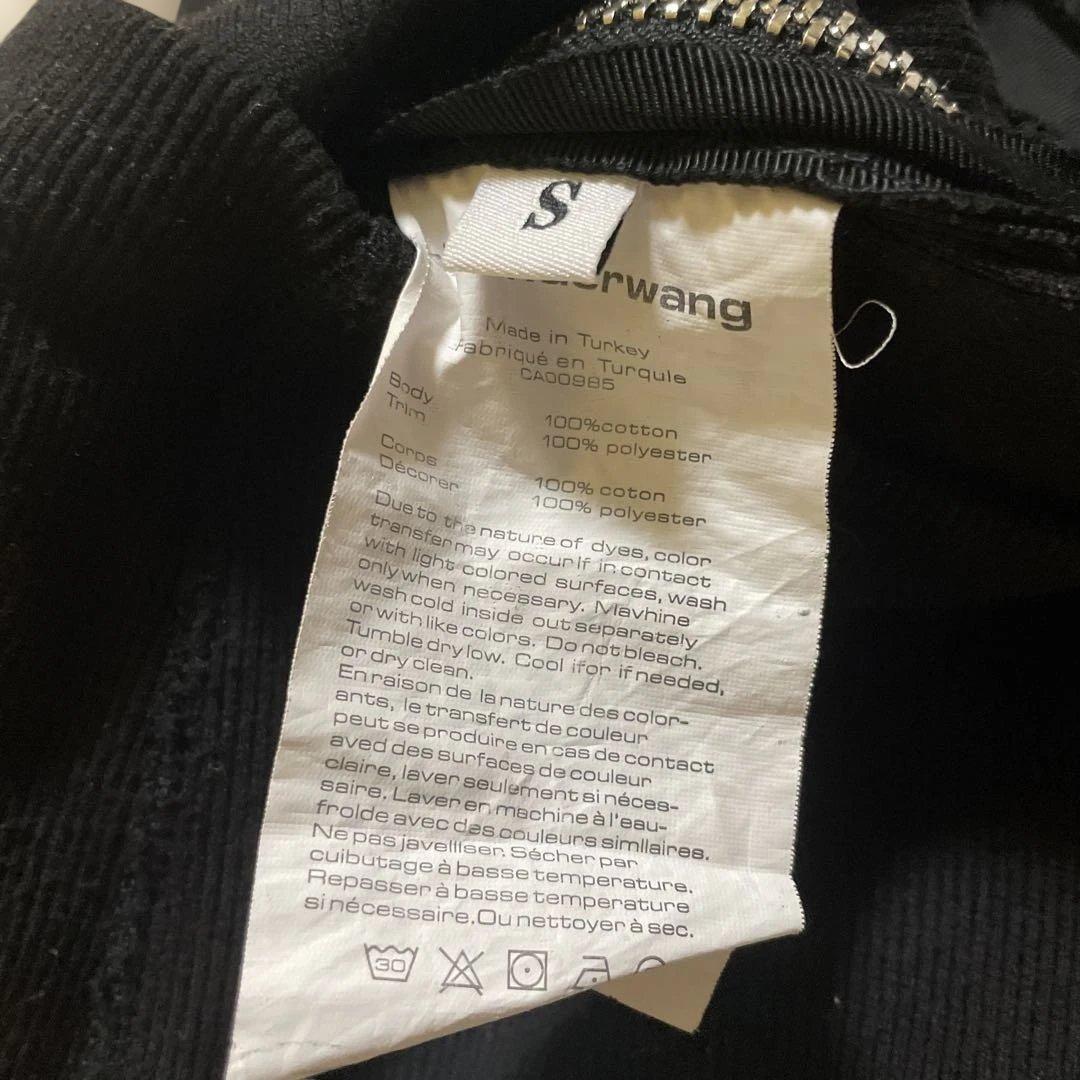 S
Made in Turkey
Fabriqué en Turquie
CA00985
Body 100%cotton
Trim 100% polyester
Corps 100% coton
Décorer 100% polyester
Due to the nature of dyes, color
transfer may occur if in contact
with light colored surfaces, wash
only when necessary. Mavhine
wash cold inside out separately
or with like colors. Do not bleach.
Tumble dry low. Cool ifor if needed,
or dry clean.
En raison de la nature des color-
ants, le transfert de couleur
peut se produire en cas de contact
aved des surfaces de couleur
claire, laver seulement si néces-
saire. Laver en machine à l'eau-
froide avec des couleurs simllaires.
Ne pas javelliser. Sécher par
cuibutage à basse temperature.
Repasser à basse temperature
si nécessaire.Ou nettoyer à sec.
30